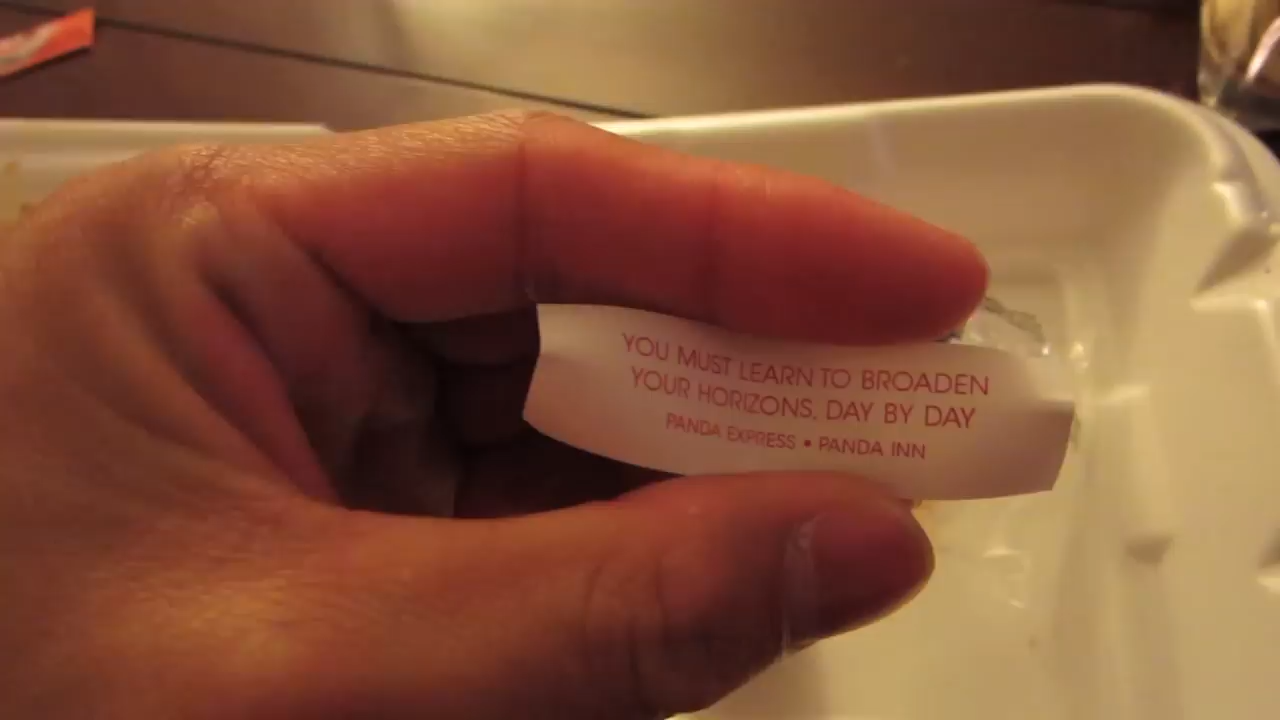 YOU MUST LEARN TO BROADEN
YOUR HORIZONS, DAY BY DAY
PANDA EXPRESS • PANDA INN